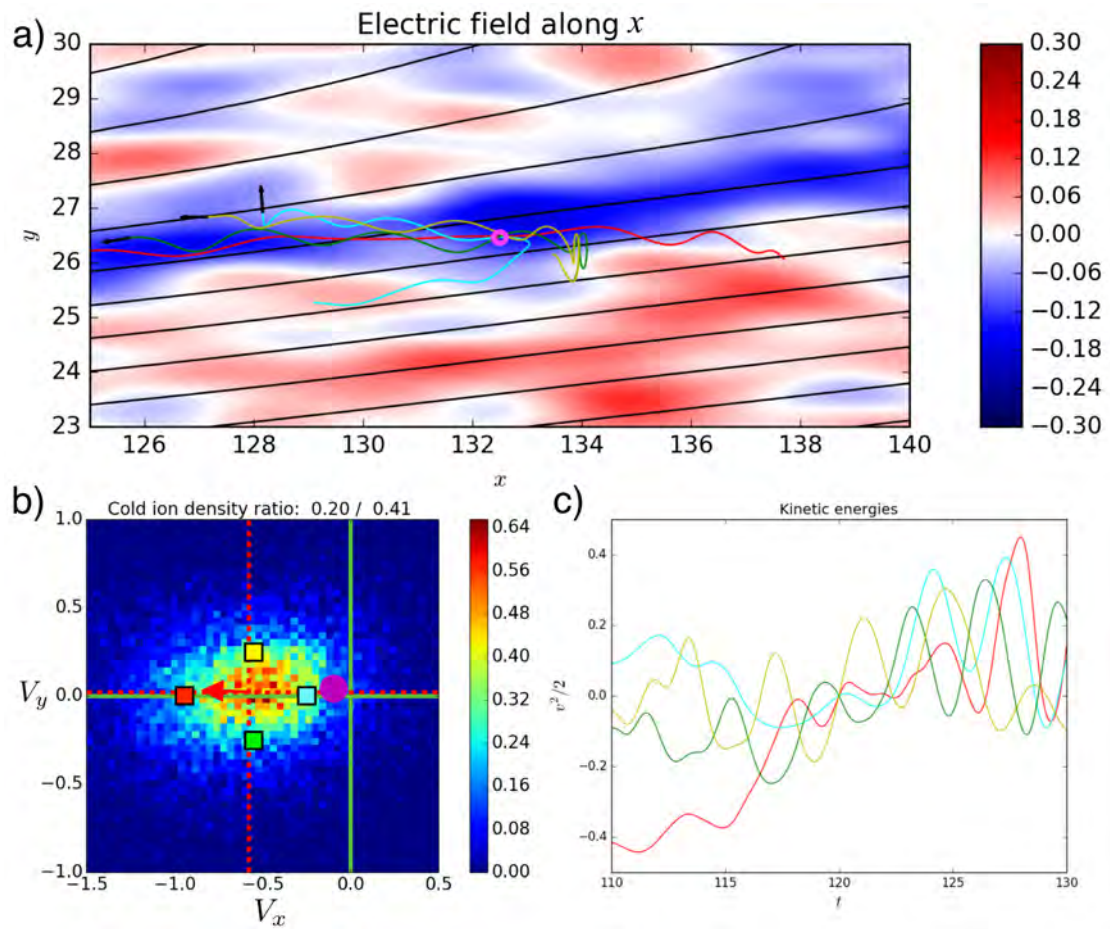 a)
Electric field along x
30
29
28
27
26
25
24
23
y
126 128 130 132 134 136 138 140
x
0.30
0.24
0.18
0.12
0.06
0.00
−0.06
−0.12
−0.18
−0.24
−0.30
b)
Cold ion density ratio: 0.20 / 0.41
1.0
0.5
0.0
−0.5
−1.0
V_y
−1.5 −1.0 −0.5 0.0 0.5
V_x
0.64
0.56
0.48
0.40
0.32
0.24
0.16
0.08
0.00
c)
Kinetic energies
0.4
0.2
0.0
−0.2
−0.4
v²/2
110 115 120 125 130
t